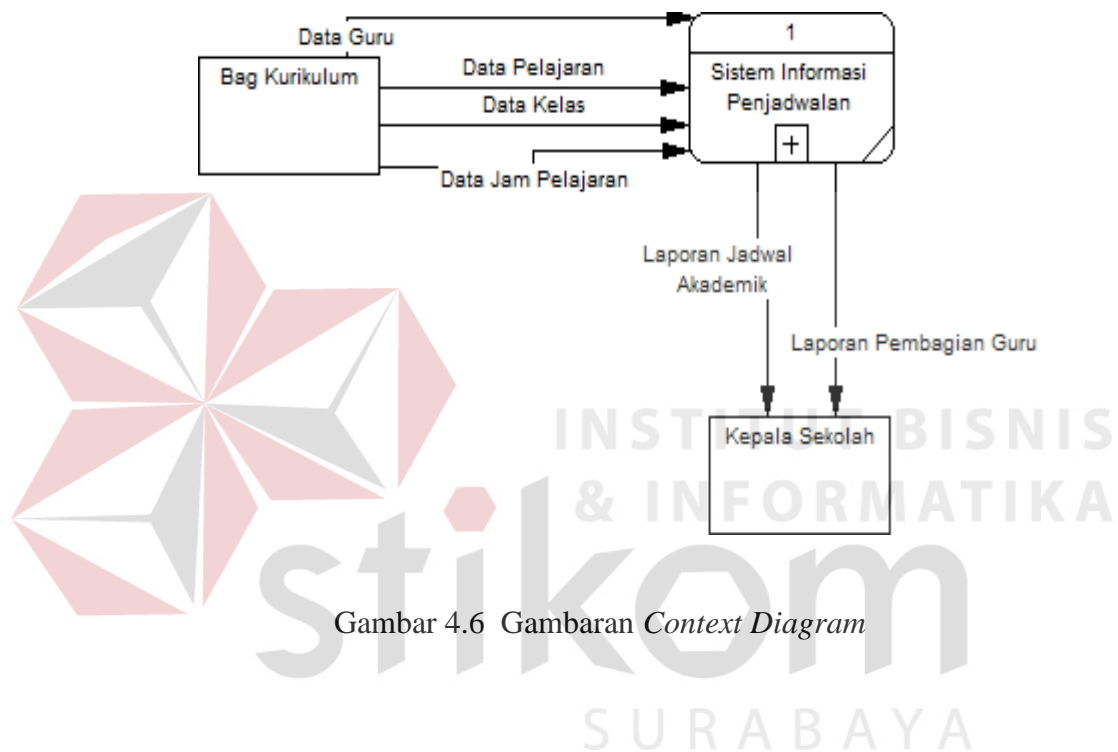 Data Guru
1
Bag Kurikulum
Data Pelajaran
Sistem Informasi
Penjadwalan
Data Kelas
+
Data Jam Pelajaran
Laporan Jadwal
Akademik
Laporan Pembagian Guru
Kepala Sekolah
INSTITUT BISNIS
& INFORMATIKA
stikom
Gambar 4.6 Gambaran Context Diagram
SURABAYA